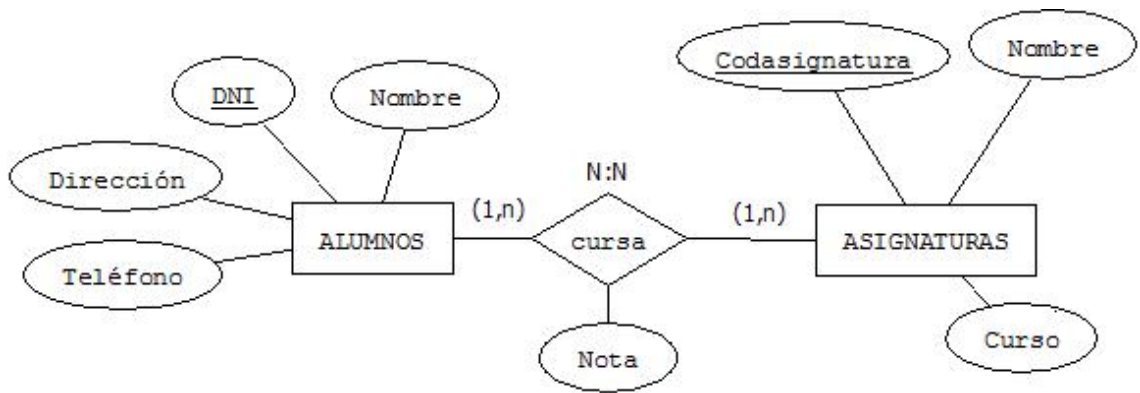 Codasignatura
Nombre
DNI
Nombre
Dirección
N:N
(1,n)
(1,n)
ALUMNOS
cursa
ASIGNATURAS
Teléfono
Nota
Curso